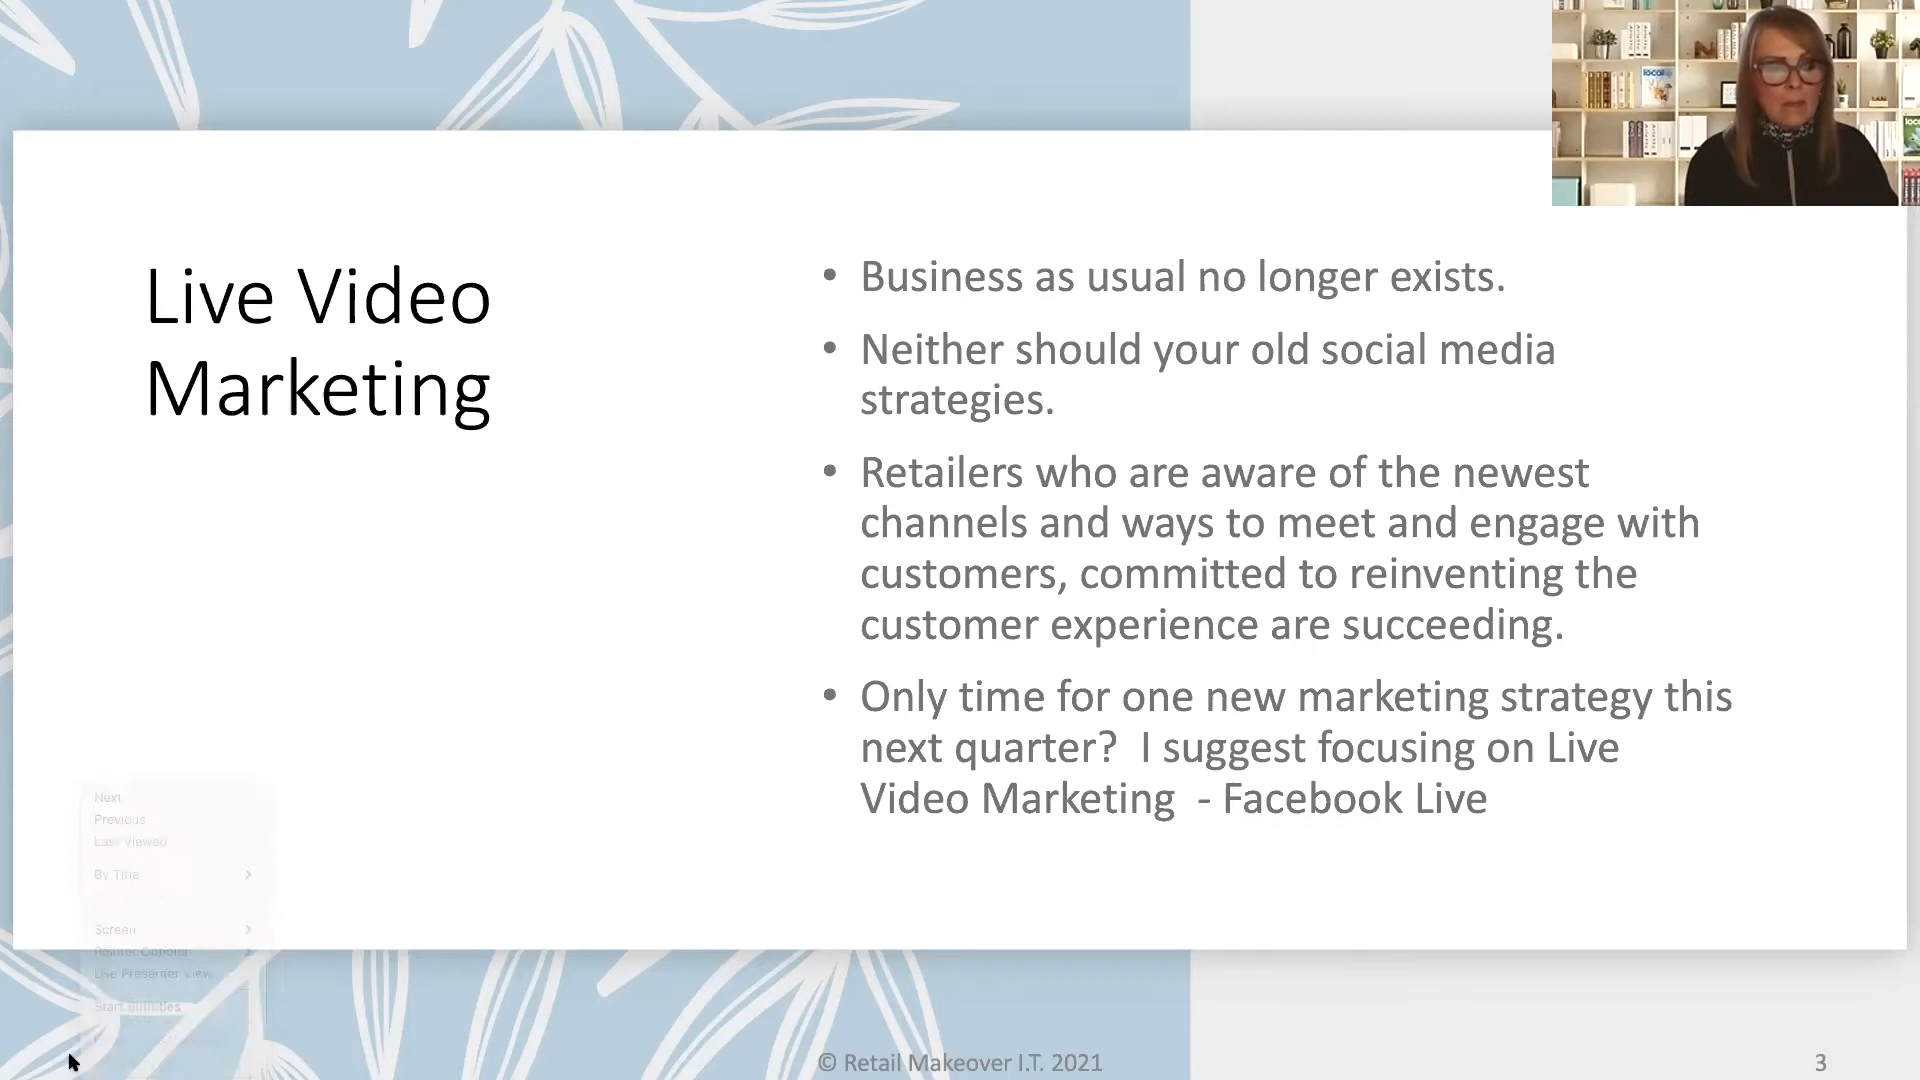 Live Video
Marketing
• Business as usual no longer exists.
• Neither should your old social media
strategies.
• Retailers who are aware of the newest
channels and ways to meet and engage with
customers, committed to reinventing the
customer experience are succeeding.
• Only time for one new marketing strategy this
next quarter?  I suggest focusing on Live
Video Marketing  - Facebook Live
Next
Previous
Last Viewed
By Title
Screen
Pointer Options
Use Presenter View
Start Subtitles
© Retail Makeover I.T. 2021
3